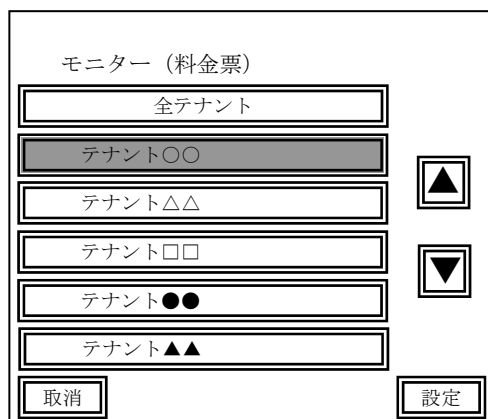 モニター（料金票）
全テナント
テナント○○
テナント△△
▲
テナント□□
▼
テナント●●
テナント▲▲
取消
設定